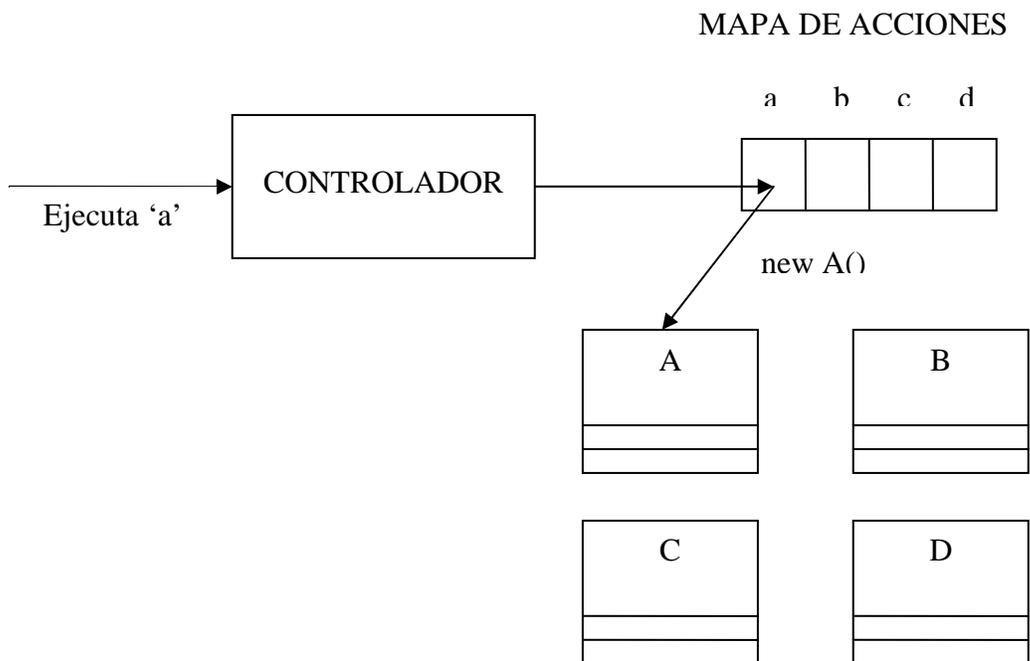 MAPA DE ACCIONES
a b c d
CONTROLADOR
Ejecuta ‘a’
new A()
A B
C D